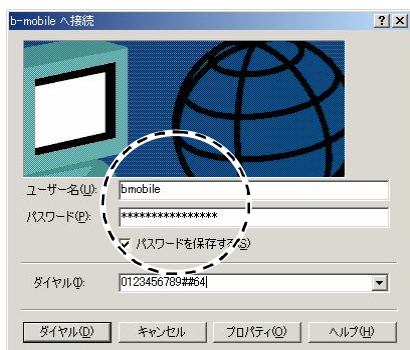 b-mobile へ接続
ユーザー名(U): bmobile
パスワード(P): ****************
パスワードを保存する(S)
ダイヤル(I): 0123456789##64
ダイヤル(D) キャンセル プロパティ(O) ヘルプ(H)